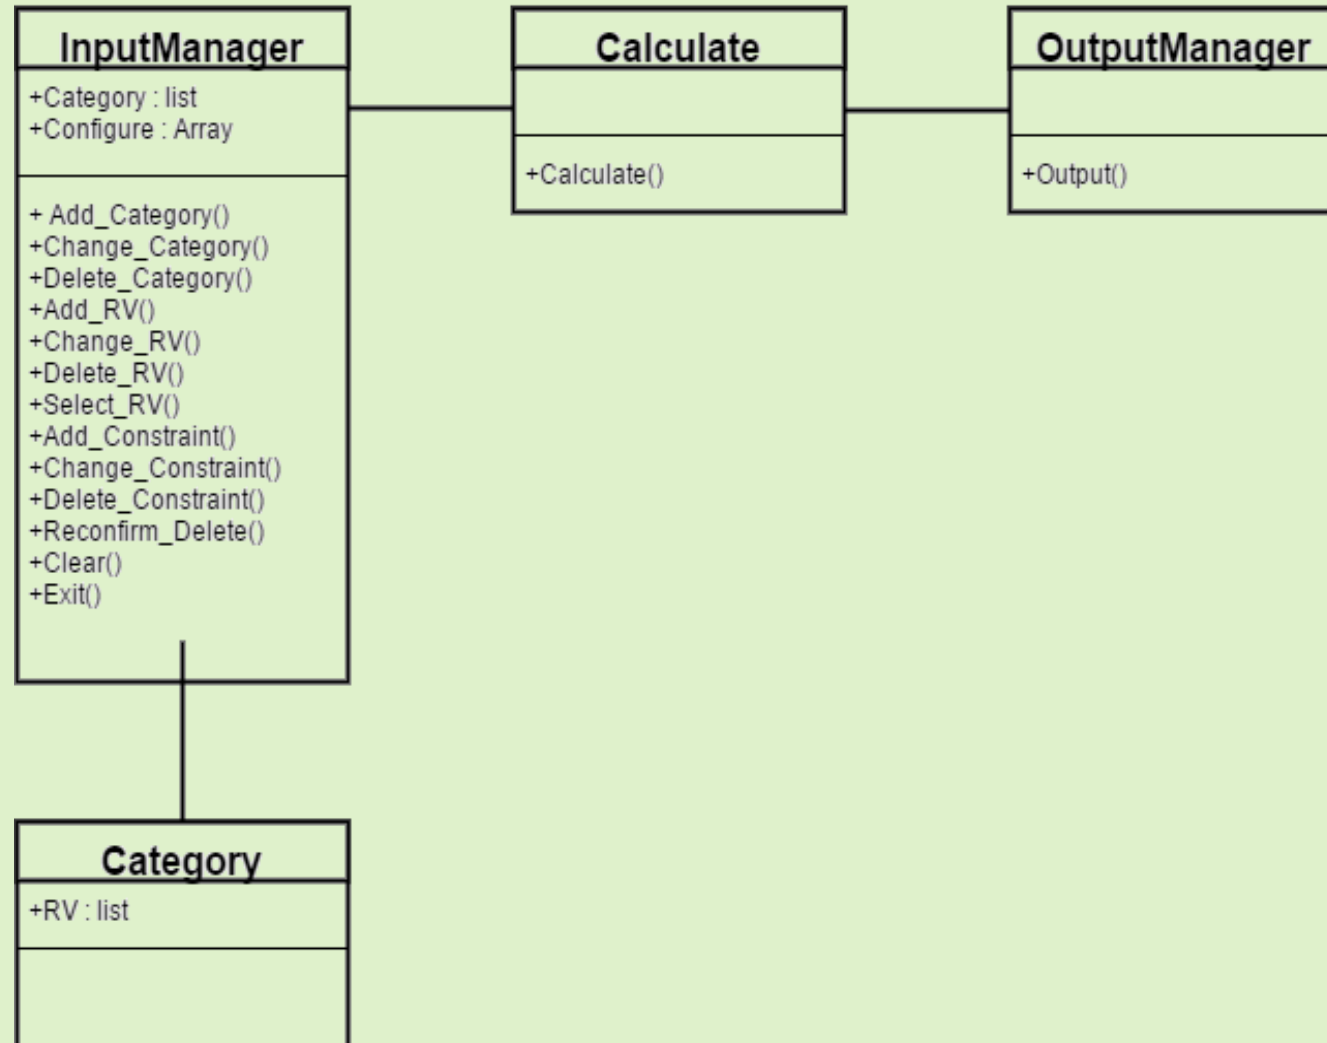 InputManager
+Category : list
+Configure : Array
+ Add_Category()
+Change_Category()
+Delete_Category()
+Add_RV()
+Change_RV()
+Delete_RV()
+Select_RV()
+Add_Constraint()
+Change_Constraint()
+Delete_Constraint()
+Reconfirm_Delete()
+Clear()
+Exit()
Calculate
+Calculate()
OutputManager
+Output()
Category
+RV : list